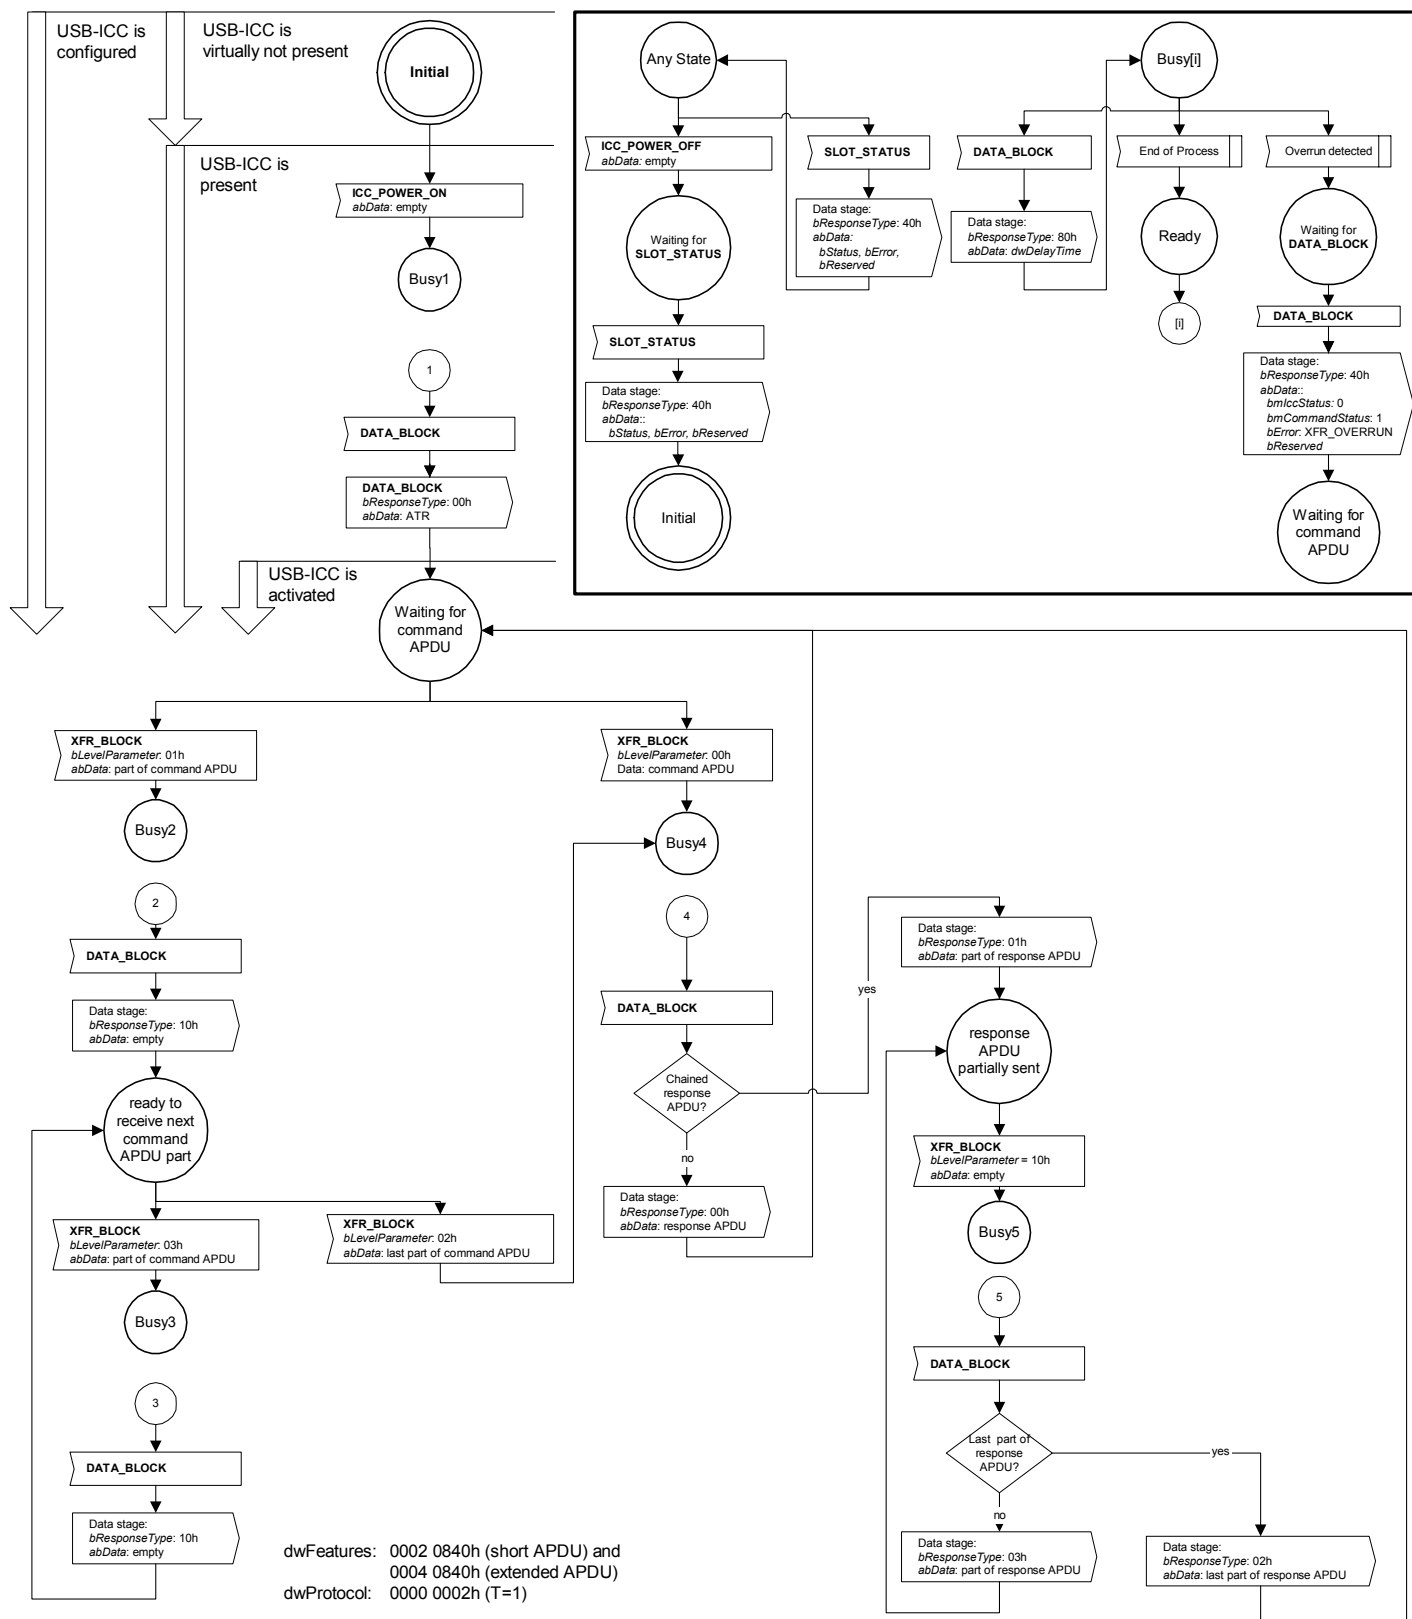 USB-ICC is
configured
USB-ICC is
virtually not present
Initial
USB-ICC is
present
ICC_POWER_ON
abData: empty
Busy1
1
DATA_BLOCK
DATA_BLOCK
bResponseType: 00h
abData: ATR
USB-ICC is
activated
Waiting for
command
APDU
Any State
ICC_POWER_OFF
abData: empty
SLOT_STATUS
Waiting for
SLOT_STATUS
Data stage:
bResponseType: 40h
abData:
bStatus, bError,
bReserved
SLOT_STATUS
Data stage:
bResponseType: 40h
abData::
bStatus, bError, bReserved
Initial
Busy[i]
DATA_BLOCK
End of Process
Overrun detected
Data stage:
bResponseType: 80h
abData: dwDelayTime
Ready
[i]
Waiting for
DATA_BLOCK
DATA_BLOCK
Data stage:
bResponseType: 40h
abData::
bmIccStatus: 0
bmCommandStatus: 1
bError: XFR_OVERRUN
bReserved
Waiting for
command
APDU
XFR_BLOCK
bLevelParameter: 01h
abData: part of command APDU
Busy2
2
DATA_BLOCK
Data stage:
bResponseType: 10h
abData: empty
ready to
receive next
command
APDU part
XFR_BLOCK
bLevelParameter: 03h
abData: part of command APDU
XFR_BLOCK
bLevelParameter: 02h
abData: last part of command APDU
Busy3
3
DATA_BLOCK
Data stage:
bResponseType: 10h
abData: empty
XFR_BLOCK
bLevelParameter: 00h
Data: command APDU
Busy4
4
DATA_BLOCK
Chained
response
APDU?
yes
no
Data stage:
bResponseType: 00h
abData: response APDU
Data stage:
bResponseType: 01h
abData: part of response APDU
response
APDU
partially sent
XFR_BLOCK
bLevelParameter = 10h
abData: empty
Busy5
5
DATA_BLOCK
Last part of
response
APDU?
yes
no
Data stage:
bResponseType: 03h
abData: part of response APDU
Data stage:
bResponseType: 02h
abData: last part of response APDU
dwFeatures: 0002 0840h (short APDU) and
0004 0840h (extended APDU)
dwProtocol: 0000 0002h (T=1)